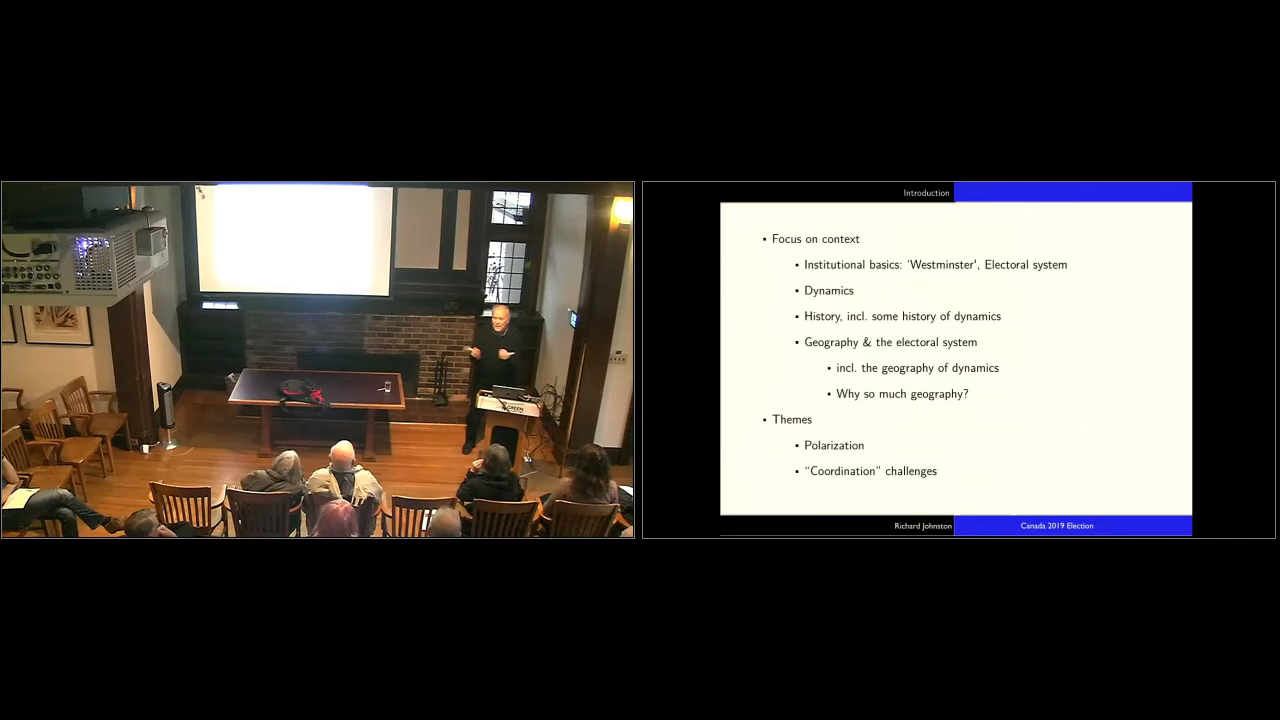 GREEN
Introduction
▪ Focus on context
▪ Institutional basics: 'Westminster', Electoral system
▪ Dynamics
▪ History, incl. some history of dynamics
▪ Geography & the electoral system
▪ incl. the geography of dynamics
▪ Why so much geography?
▪ Themes
▪ Polarization
▪ "Coordination" challenges
Richard Johnston
Canada 2019 Election